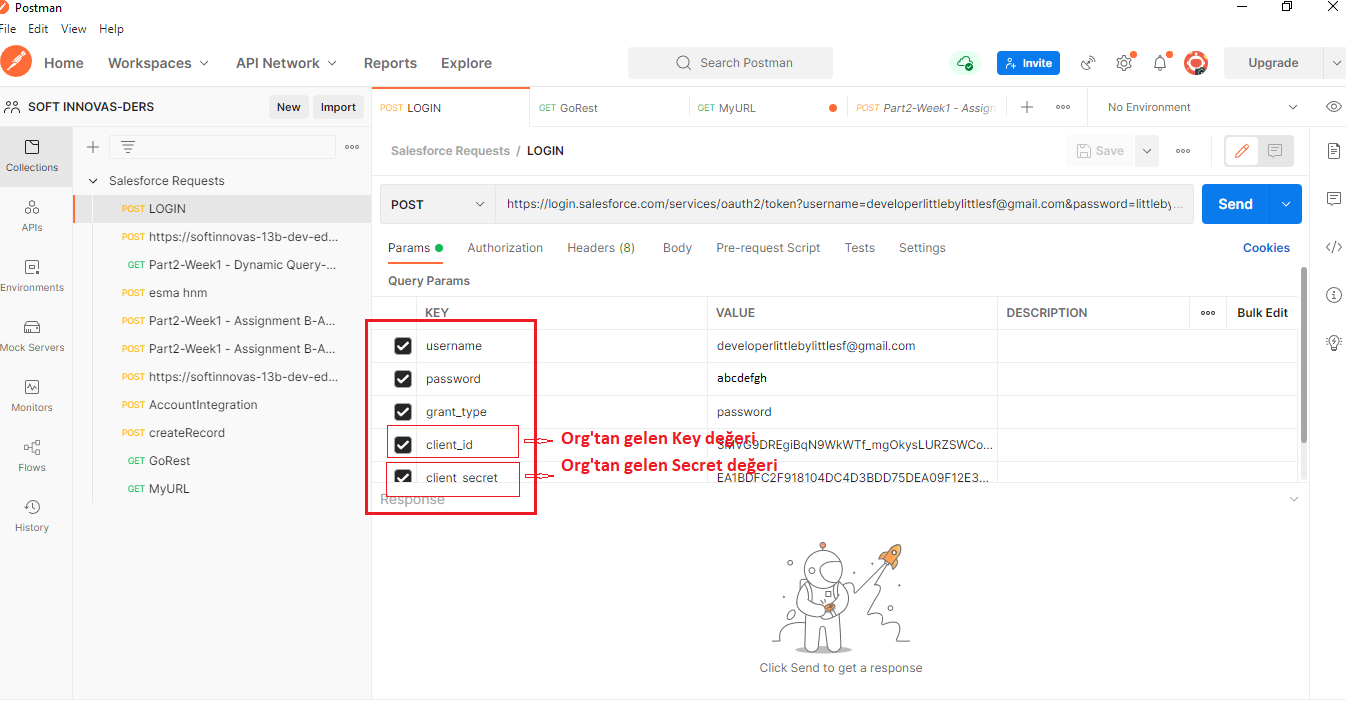 Postman
File Edit View Help
Home Workspaces API Network Reports Explore Search Postman Invite Upgrade
SOFT INNOVAS-DERS New Import POST LOGIN GET GoRest GET MyURL POST Part2-Week1 - Assign No Environment
Salesforce Requests / LOGIN Save
POST https://login.salesforce.com/services/oauth2/token?username=developerlittlebylittlesf@gmail.com&password=littleby... Send
Params Authorization Headers (8) Body Pre-request Script Tests Settings Cookies
Query Params
KEY VALUE DESCRIPTION Bulk Edit
username developerlittlebylittlesf@gmail.com
password abcdefgh
grant_type password
client_id Org'tan gelen Key değeri
client_secret Org'tan gelen Secret değeri
EA1BDFC2F918104DC4D3BDD75DEA09F12E3...
Response
Click Send to get a response
Collections
APIs
Environments
Mock Servers
Monitors
Flows
History
Salesforce Requests
POST LOGIN
POST https://softinnovas-13b-dev-ed...
GET Part2-Week1 - Dynamic Query-...
POST esma hnm
POST Part2-Week1 - Assignment B-A...
POST Part2-Week1 - Assignment B-A...
POST https://softinnovas-13b-dev-ed...
POST AccountIntegration
POST createRecord
GET GoRest
GET MyURL